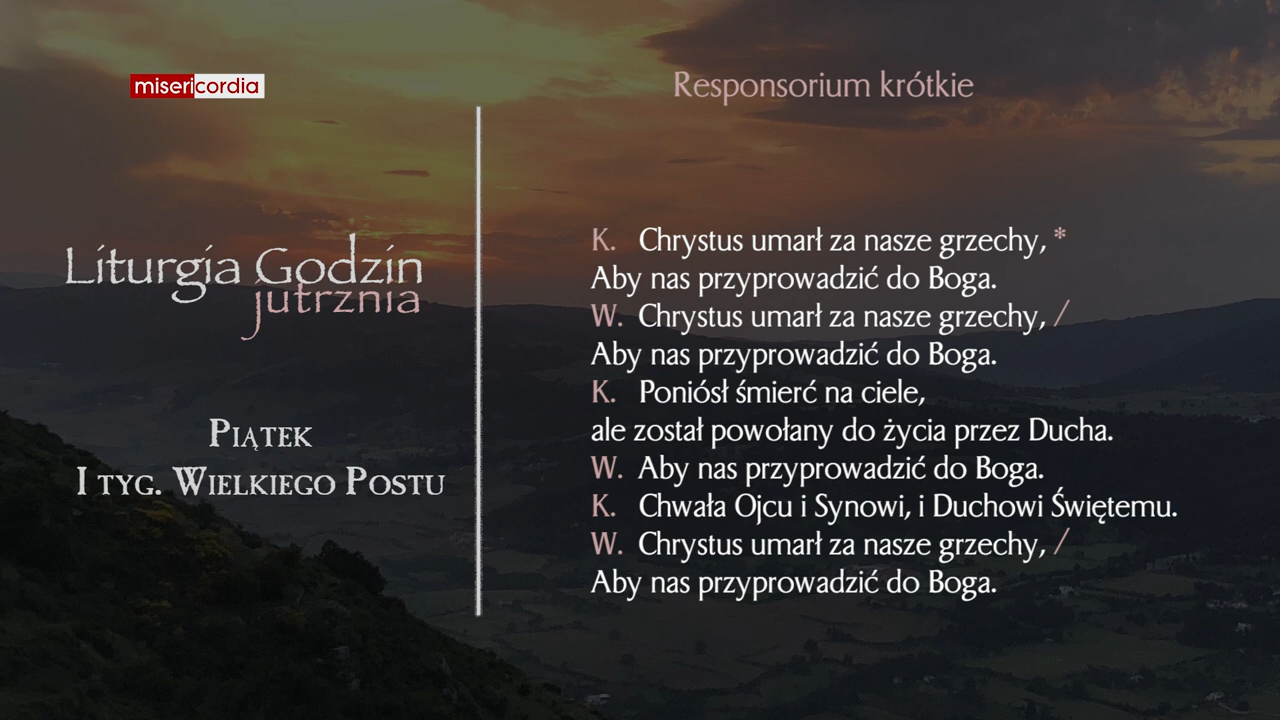 misericordia
Liturgia Godzin
jutrznia
Piątek
I tyg. Wielkiego Postu
Responsorium krótkie
K. Chrystus umarł za nasze grzechy, *
Aby nas przyprowadzić do Boga.
W. Chrystus umarł za nasze grzechy, /
Aby nas przyprowadzić do Boga.
K. Poniósł śmierć na ciele,
ale został powołany do życia przez Ducha.
W. Aby nas przyprowadzić do Boga.
K. Chwała Ojcu i Synowi, i Duchowi Świętemu.
W. Chrystus umarł za nasze grzechy, /
Aby nas przyprowadzić do Boga.